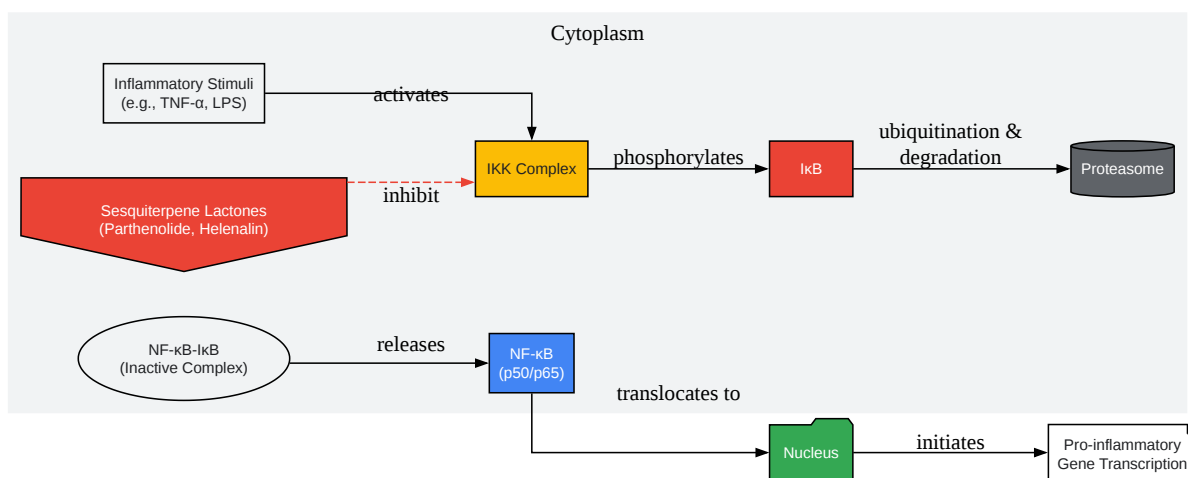 Cytoplasm
Inflammatory Stimuli
(e.g., TNF-α, LPS)
activates
IKK Complex
phosphorylates
IκB
ubiquitination &
degradation
Proteasome
Sesquiterpene Lactones
(Parthenolide, Helenalin)
inhibit
NF-κB-IκB
(Inactive Complex)
releases
NF-κB
(p50/p65)
translocates to
Nucleus
initiates
Pro-inflammatory
Gene Transcription